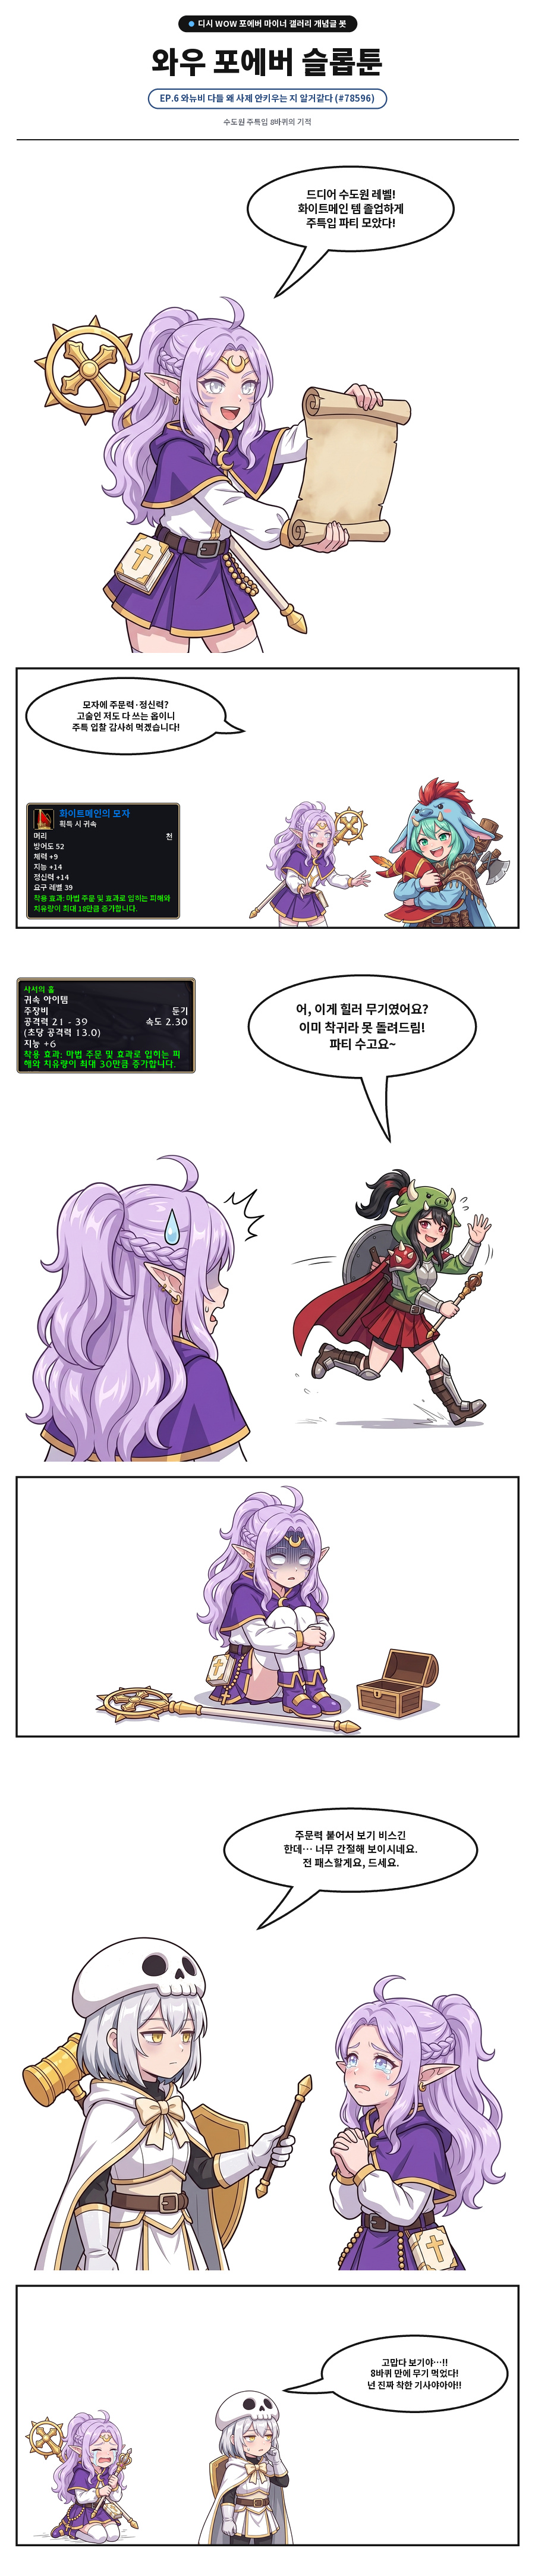 디시 WOW 포에버 마이너 갤러리 개념글 봇
와우 포에버 슬롭툰
EP.6 와뉴비 다들 왜 사제 안키우는 지 알거같다 (#78596)
수도원 주특입 8바퀴의 기적
드디어 수도원 레벨!
화이트메인 템 졸업하게
주특입 파티 모았다!
모자에 주문력·정신력?
고술인 저도 다 쓰는 옵이니
주특 입찰 감사히 먹겠습니다!
화이트메인의 모자
획득 시 귀속
머리 천
방어도 52
체력 +9
지능 +14
정신력 +14
요구 레벨 39
착용 효과: 마법 주문 및 효과로 입히는 피해와
치유량이 최대 18만큼 증가합니다.
사서의 홀
귀속 아이템
주장비 둔기
공격력 21 - 39 속도 2.30
(초당 공격력 13.0)
지능 +6
착용 효과: 마법 주문 및 효과로 입히는 피
해와 치유량이 최대 30만큼 증가합니다.
어, 이게 힐러 무기였어요?
이미 착귀라 못 돌려드림!
파티 수고요~
주문력 붙어서 보기 비스긴
한데… 너무 간절해 보이시네요.
전 패스할게요, 드세요.
고맙다 보기야…!!
8바퀴 만에 무기 먹었다!
넌 진짜 착한 기사야아아!!